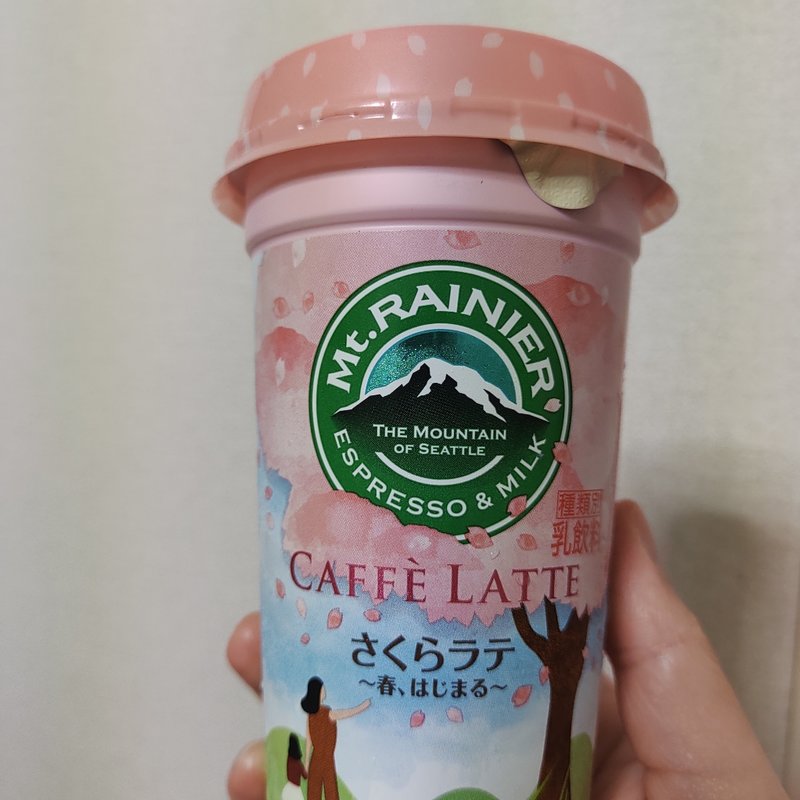 Mt. RAINIER
THE MOUNTAIN
OF SEATTLE
ESPRESSO & MILK
種類別
乳飲料
CAFFÈ LATTE
さくらラテ
～春、はじまる～